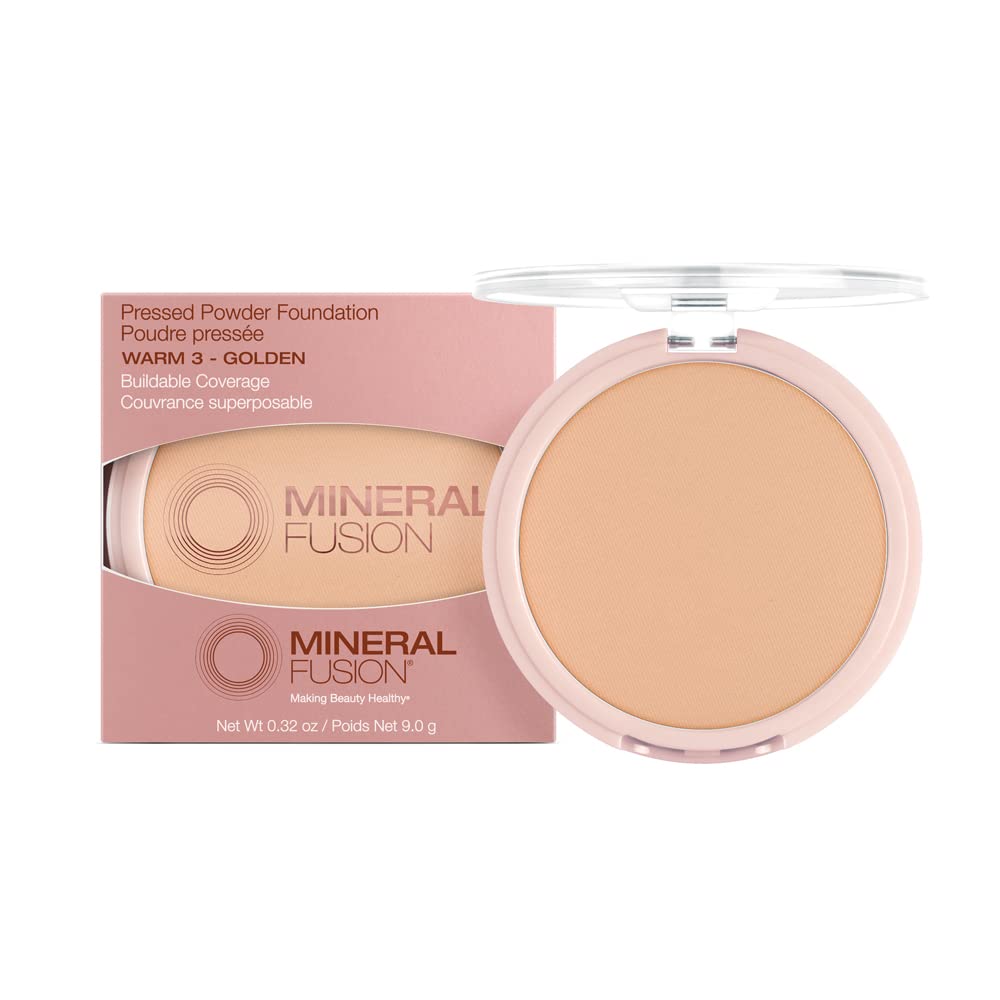 Pressed Powder Foundation
Poudre pressée
WARM 3 - GOLDEN
Buildable Coverage
Couvrance superposable
MINERAL
FUSION
MINERAL
FUSION®
Making Beauty Healthy®
Net Wt 0.32 oz / Poids Net 9.0 g